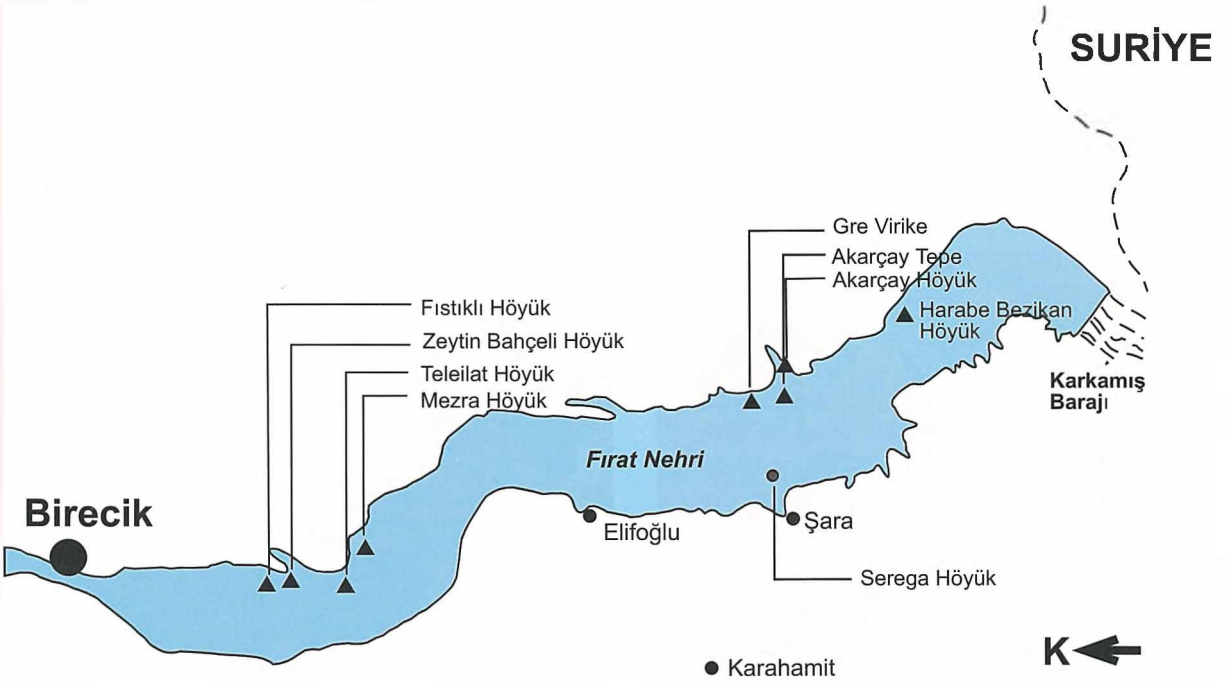 SURİYE
Gre Virike
Akarçay Tepe
Akarçay Höyük
Harabe Bezikan
Höyük
Fıstıklı Höyük
Zeytin Bahçeli Höyük
Teleilat Höyük
Mezra Höyük
Karkamış
Barajı
Fırat Nehri
Birecik
Elifoğlu
Şara
Serega Höyük
K
Karahamit